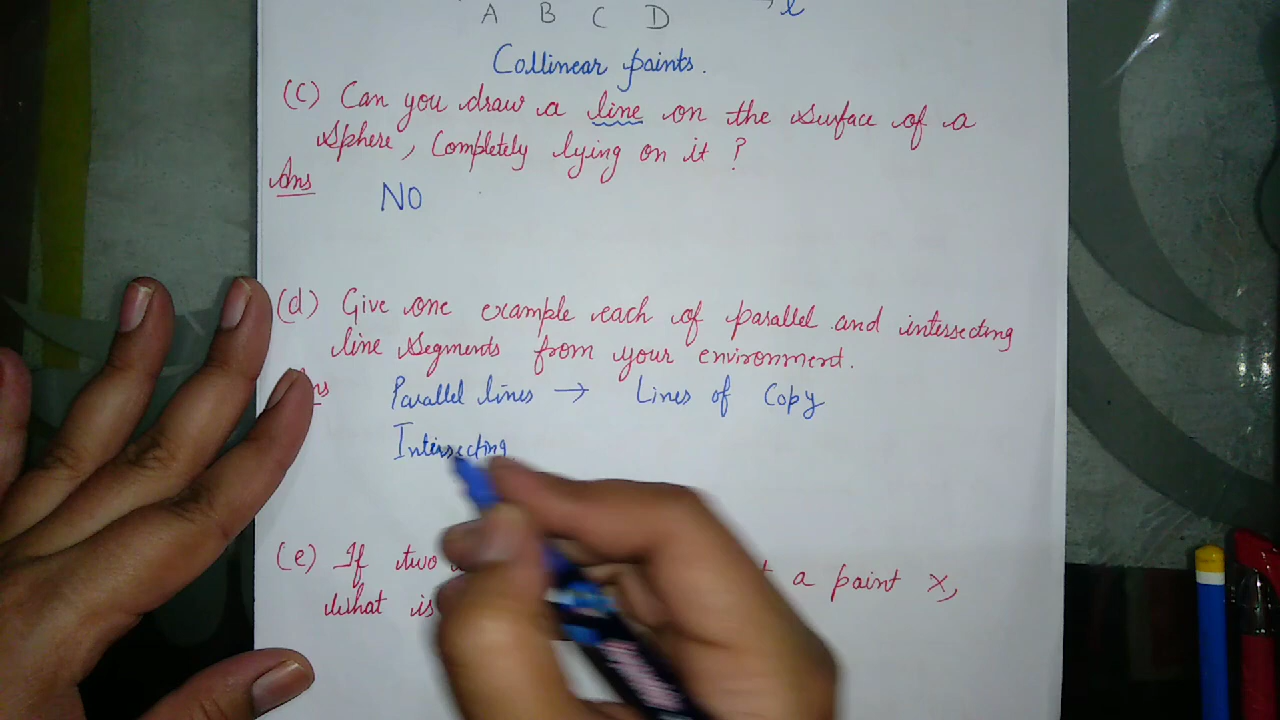 A B C D l
Collinear points.
(C) Can you draw a line on the surface of a
sphere, Completely lying on it ?
Ans NO
(d) Give one example each of parallel and intersecting
line segments from your environment.
Ans Parallel lines → Lines of Copy
Intersecting
(e) If two a point X,
what is